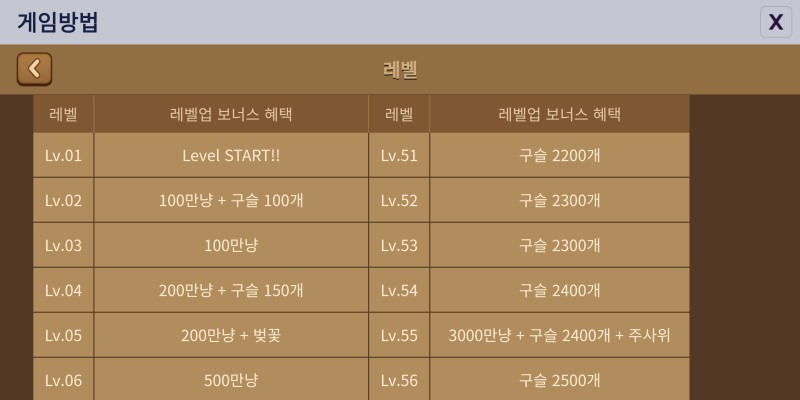 게임방법
X
레벨
레벨 레벨업 보너스 혜택 레벨 레벨업 보너스 혜택
Lv.01 Level START!! Lv.51 구슬 2200개
Lv.02 100만냥 + 구슬 100개 Lv.52 구슬 2300개
Lv.03 100만냥 Lv.53 구슬 2300개
Lv.04 200만냥 + 구슬 150개 Lv.54 구슬 2400개
Lv.05 200만냥 + 벚꽃 Lv.55 3000만냥 + 구슬 2400개 + 주사위
Lv.06 500만냥 Lv.56 구슬 2500개